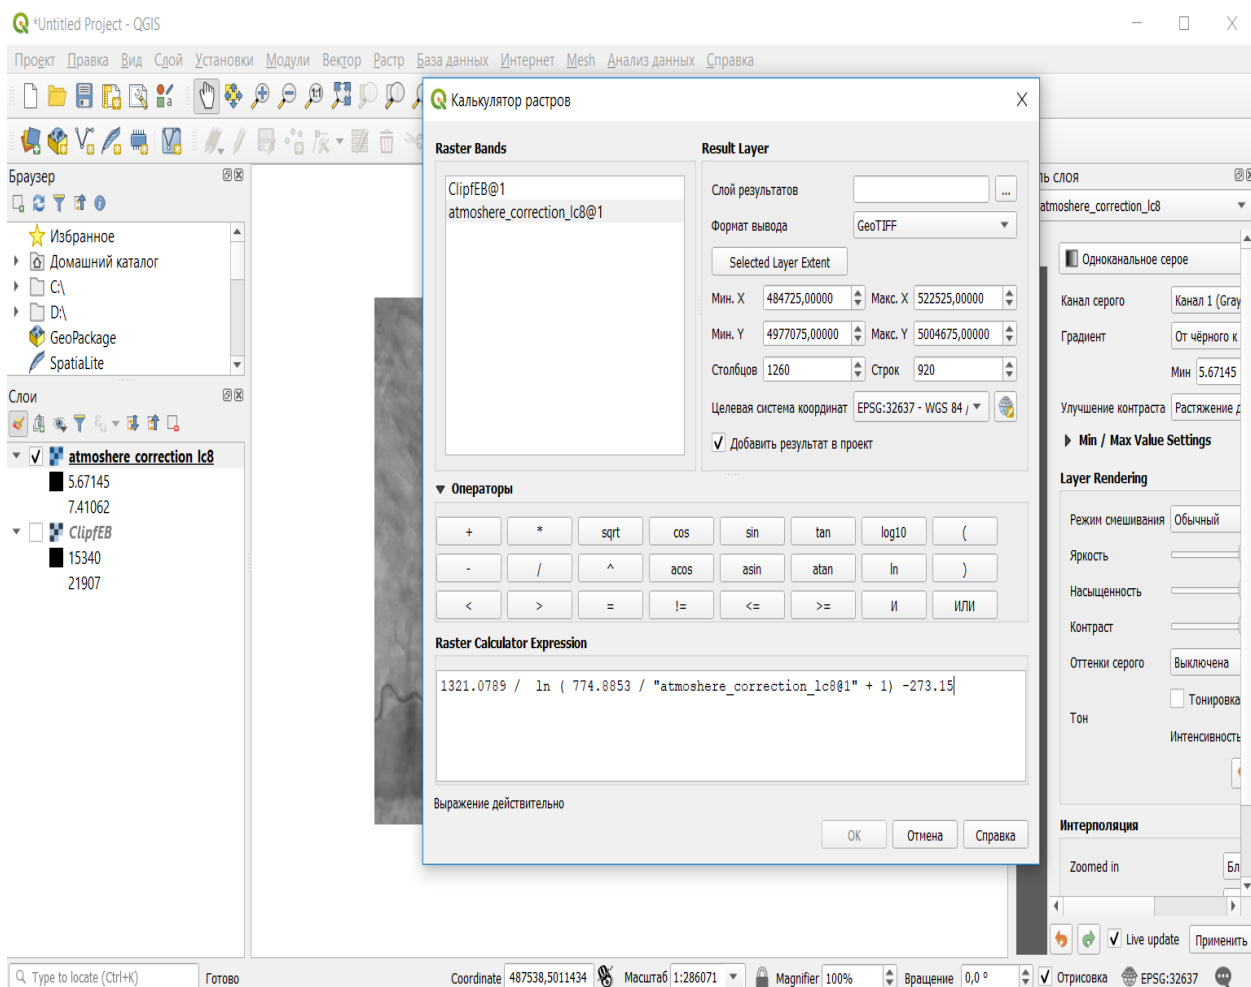 *Untitled Project - QGIS
Проект Правка Вид Слой Установки Модули Вектор Растр База данных Интернет Mesh Анализ данных Справка
Браузер
Избранное
Домашний каталог
C:\
D:\
GeoPackage
SpatiaLite
Слои
atmoshere_correction_lc8
5.67145
7.41062
ClipfEB
15340
21907
Калькулятор растров
Raster Bands
ClipfEB@1
atmoshere_correction_lc8@1
Result Layer
Слой результатов
...
Формат вывода GeoTIFF
Selected Layer Extent
Мин. X 484725,00000 Макс. X 522525,00000
Мин. Y 4977075,00000 Макс. Y 5004675,00000
Столбцов 1260 Строк 920
Целевая система координат EPSG:32637 - WGS 84 /
Добавить результат в проект
Операторы
+ * sqrt cos sin tan log10 (
- / ^ acos asin atan ln )
< > = != <= >= И ИЛИ
Raster Calculator Expression
1321.0789 / ln ( 774.8853 / "atmoshere_correction_lc8@1" + 1) -273.15
Выражение действительно
OK Отмена Справка
ль слоя
atmoshere_correction_lc8
Одноканальное серое
Канал серого Канал 1 (Gray
Градиент От чёрного к
Мин 5.67145
Улучшение контраста Растяжение д
Min / Max Value Settings
Layer Rendering
Режим смешивания Обычный
Яркость
Насыщенность
Контраст
Оттенки серого Выключена
Тонировка
Тон
Интенсивность
Интерполяция
Zoomed in Бл
Live update Применить
Type to locate (Ctrl+K) Готово Coordinate 487538,5011434 Масштаб 1:286071 Magnifier 100% Вращение 0,0 ° Отрисовка EPSG:32637